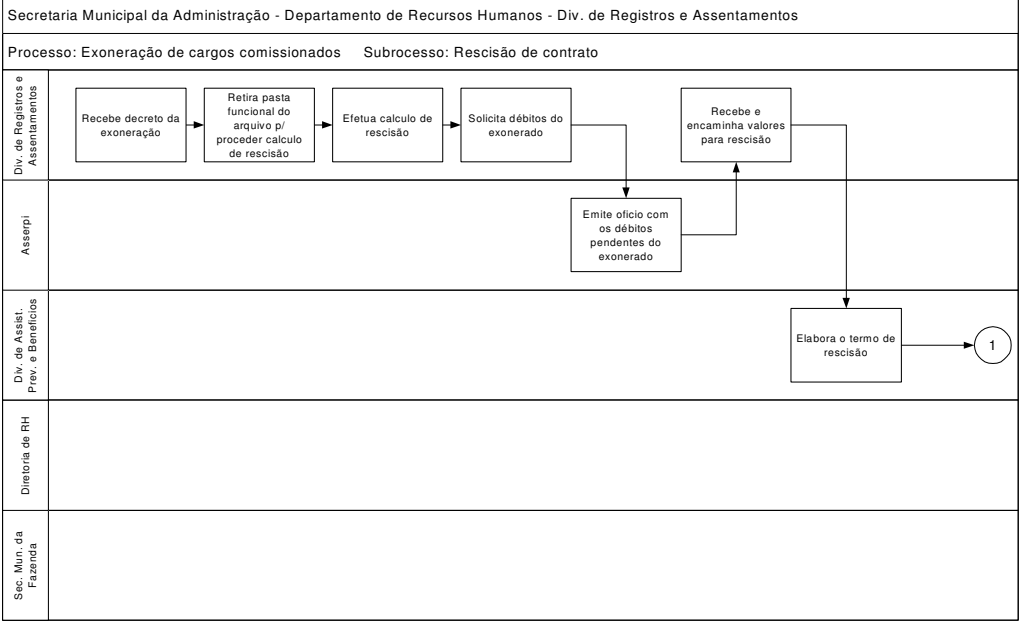 Secretaria Municipal da Administração - Departamento de Recursos Humanos - Div. de Registros e Assentamentos
Processo: Exoneração de cargos comissionados Subrocesso: Rescisão de contrato
Div. de Registros e
Assentamentos
Recebe decreto da
exoneração
Retira pasta
funcional do
arquivo p/
proceder calculo
de rescisão
Efetua calculo de
rescisão
Solicita débitos do
exonerado
Recebe e
encaminha valores
para rescisão
Asserpi
Emite oficio com
os débitos
pendentes do
exonerado
Div. de Assist.
Prev. e Benefícios
Elabora o termo de
rescisão
1
Diretoria de RH
Sec. Mun. da
Fazenda